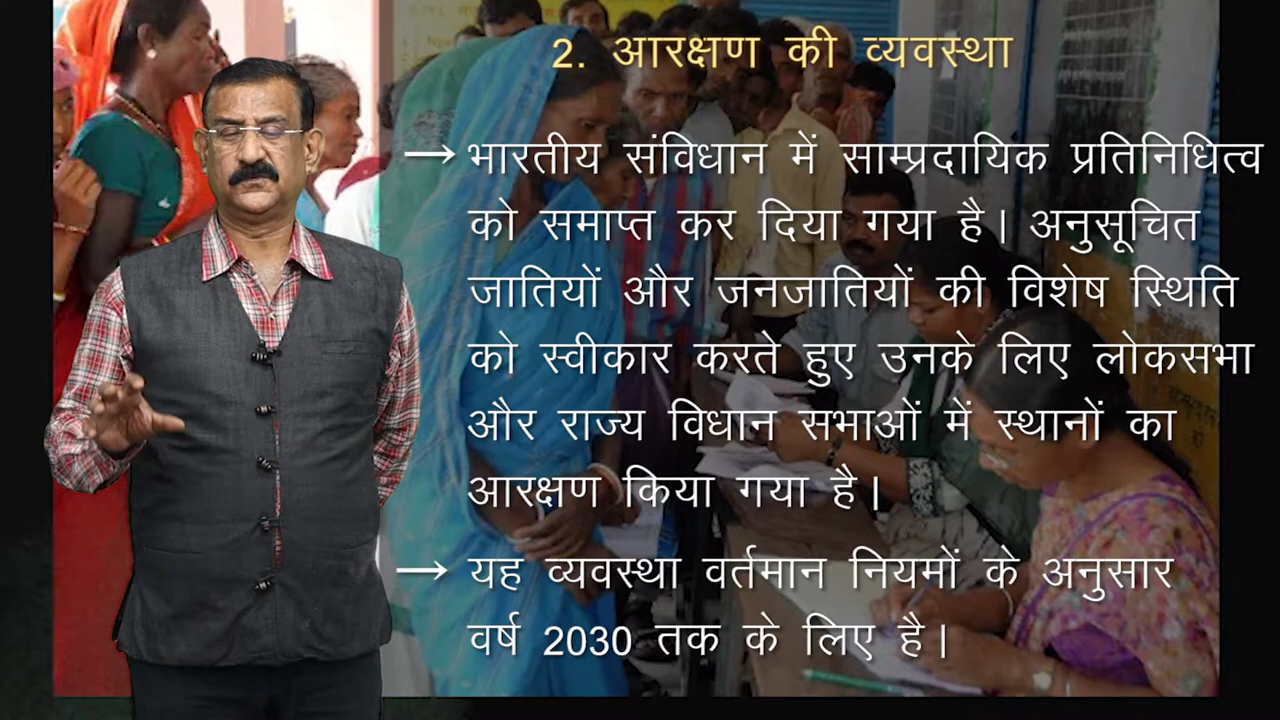 2. आरक्षण की व्यवस्था
→ भारतीय संविधान में साम्प्रदायिक प्रतिनिधित्व
को समाप्त कर दिया गया है। अनुसूचित
जातियों और जनजातियों की विशेष स्थिति
को स्वीकार करते हुए उनके लिए लोकसभा
और राज्य विधान सभाओं में स्थानों का
आरक्षण किया गया है।
→ यह व्यवस्था वर्तमान नियमों के अनुसार
वर्ष 2030 तक के लिए है।